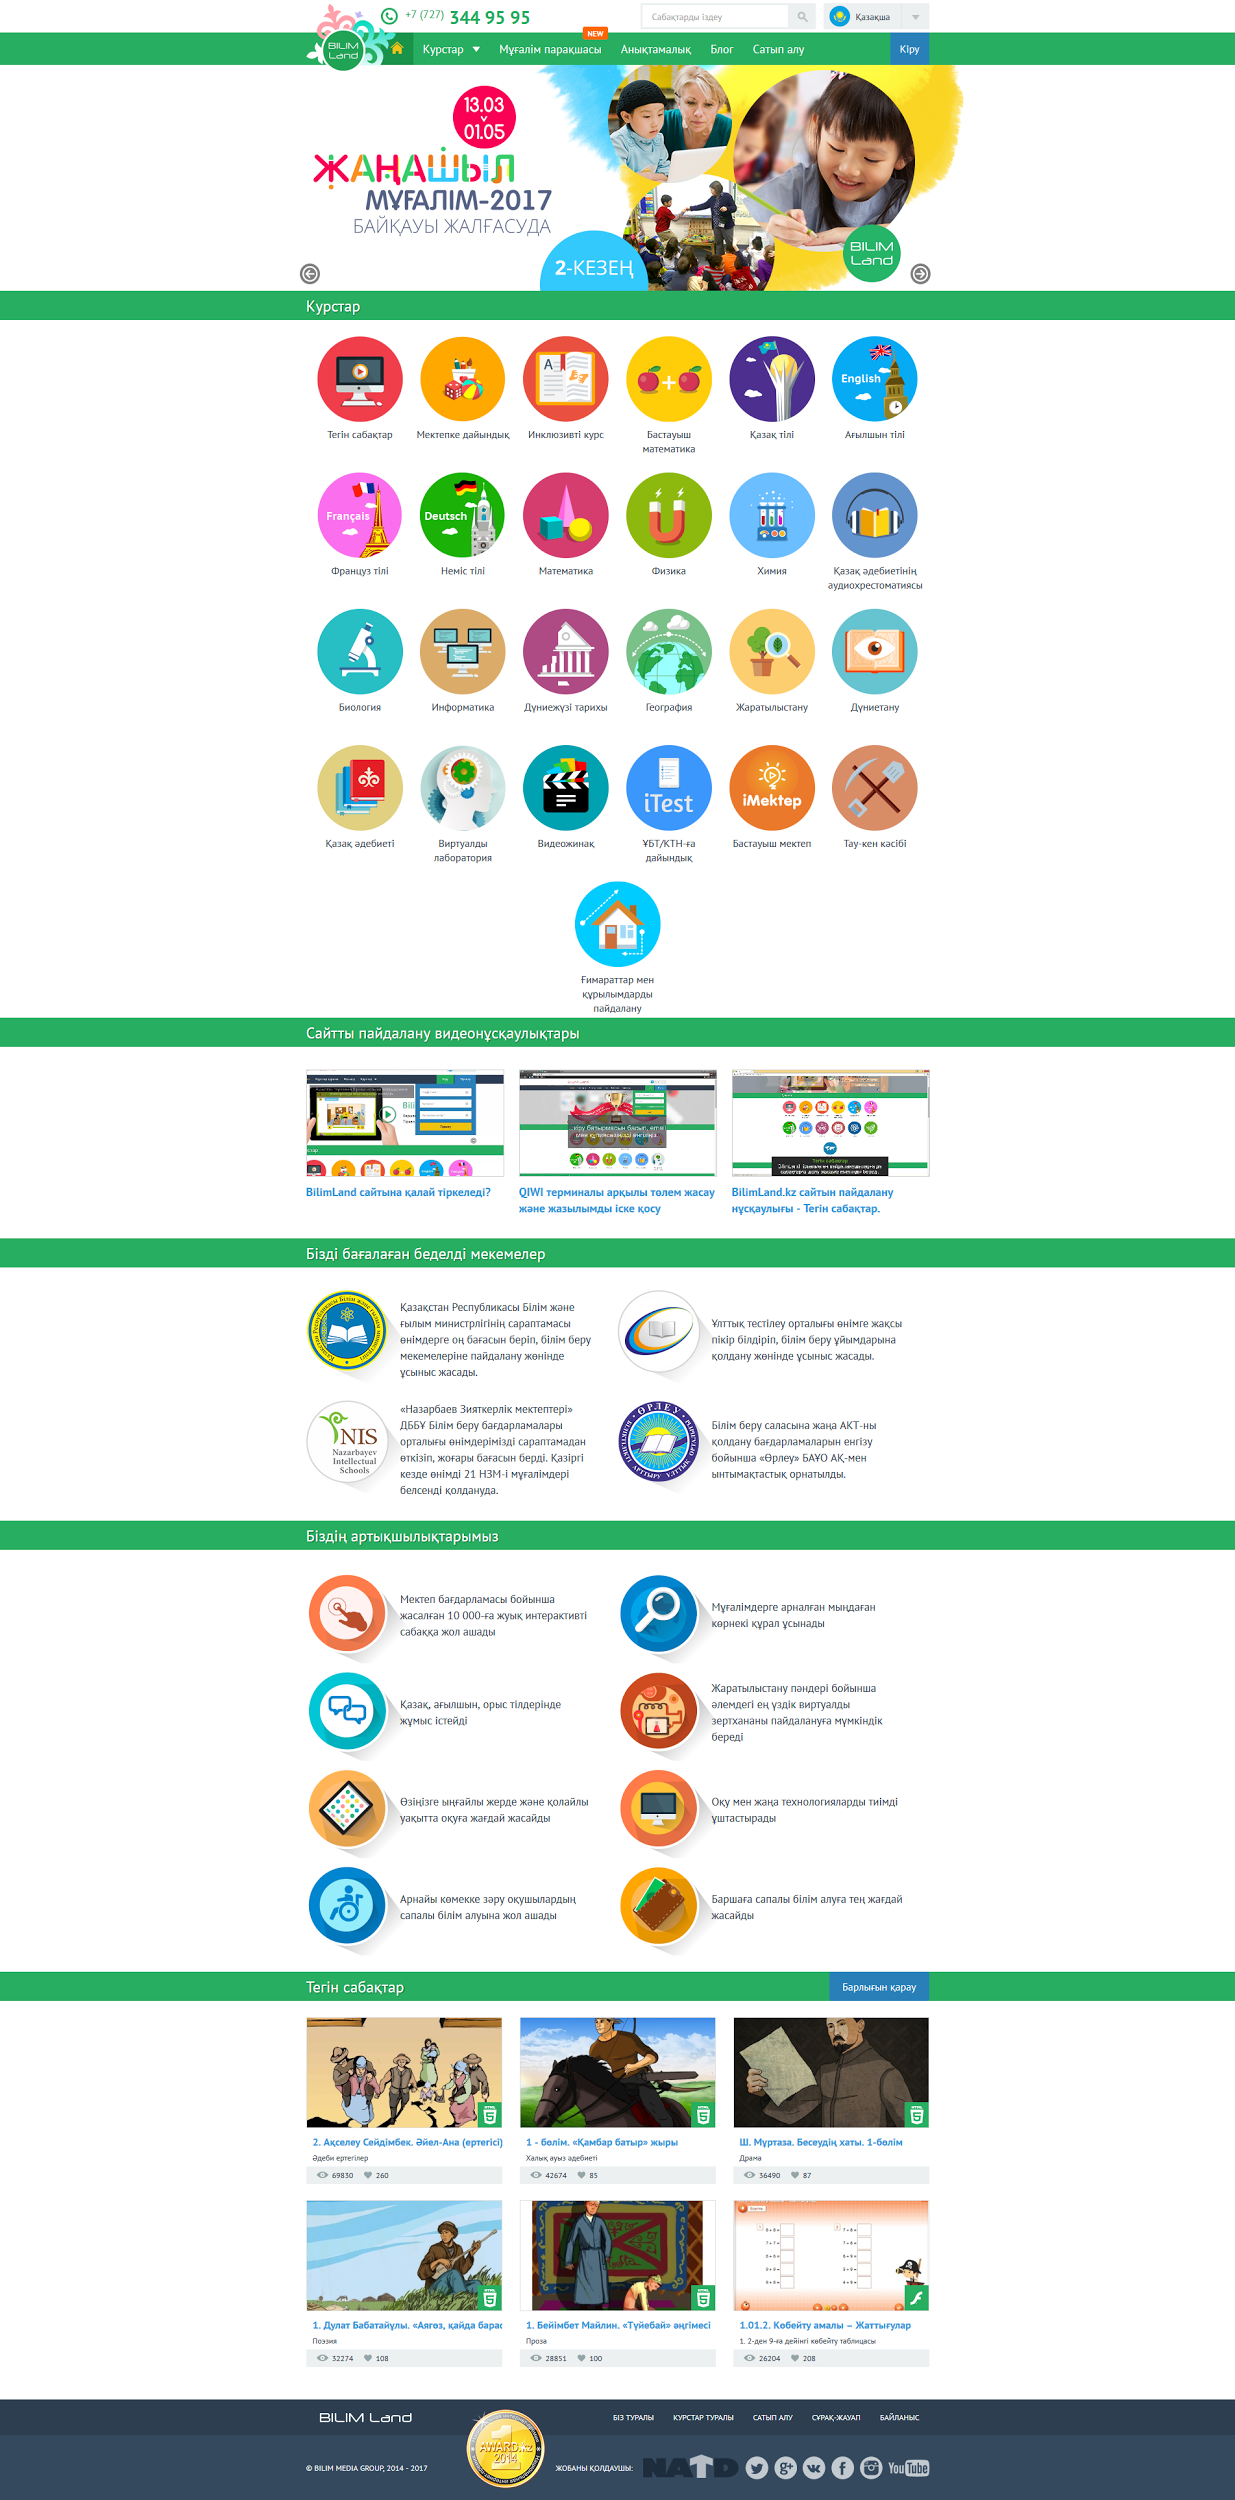 +7 (727) 344 95 95
Сабақтарды іздеу
Қазақша
BILIM
Land
Курстар
NEW
Мұғалім парақшасы
Анықтамалық
Блог
Сатып алу
Кіру
13.03
01.05
ЖАҢАШЫЛ
МҰҒАЛІМ-2017
БАЙҚАУЫ ЖАЛҒАСУДА
2-КЕЗЕҢ
BILIM
Land
Курстар
A
English
Тегін сабақтар
Мектепке дайындық
Инклюзивті курс
Бастауыш
математика
Қазақ тілі
Ағылшын тілі
Français
Deutsch
Француз тілі
Неміс тілі
Математика
Физика
Химия
Қазақ әдебиетінің
аудиохрестоматиясы
Биология
Информатика
Дүниежүзі тарихы
География
Жаратылыстану
Дүниетану
iTest
iMektep
Қазақ әдебиеті
Виртуалды
лаборатория
Видеожинақ
ҰБТ/КТН-ға
дайындық
Бастауыш мектеп
Тау-кен кәсібі
Ғимараттар мен
құрылымдарды
пайдалану
Сайтты пайдалану видеонұсқаулықтары
BilimLand сайтына қалай тіркеледі?
QIWI терминалы арқылы төлем жасау
және жазылымды іске қосу
BilimLand.kz сайтын пайдалану
нұсқаулығы - Тегін сабақтар.
Бізді бағалаған беделді мекемелер
Қазақстан Республикасы Білім және
ғылым министрлігінің сараптамасы
өнімдерге оң бағасын беріп, білім беру
мекемелеріне пайдалану жөнінде
ұсыныс жасады.
Ұлттық тестілеу орталығы өнімге жақсы
пікір білдіріп, білім беру ұйымдарына
қолдану жөнінде ұсыныс жасады.
NIS
Nazarbayev
Intellectual
Schools
«Назарбаев Зияткерлік мектептері»
ДББҰ Білім беру бағдарламалары
орталығы өнімдерімізді сараптамадан
өткізіп, жоғары бағасын берді. Қазіргі
кезде өнімді 21 НЗМ-і мұғалімдері
белсенді қолдануда.
ӨРЛЕУ
Білім беру саласына жаңа АКТ-ны
қолдану бағдарламаларын енгізу
бойынша «Өрлеу» БАҰО АҚ-мен
ынтымақтастық орнатылды.
Біздің артықшылықтарымыз
Мектеп бағдарламасы бойынша
жасалған 10 000-ға жуық интерактивті
сабаққа жол ашады
Мұғалімдерге арналған мыңдаған
көрнекі құрал ұсынады
Қазақ, ағылшын, орыс тілдерінде
жұмыс істейді
Жаратылыстану пәндері бойынша
әлемдегі ең үздік виртуалды
зертхананы пайдалануға мүмкіндік
береді
Өзіңізге ыңғайлы жерде және қолайлы
уақытта оқуға жағдай жасайды
Оқу мен жаңа технологияларды тиімді
ұштастырады
Арнайы көмекке зәру оқушылардың
сапалы білім алуына жол ашады
Баршаға сапалы білім алуға тең жағдай
жасайды
Тегін сабақтар
Барлығын қарау
2. Ақселеу Сейдімбек. Әйел-Ана (ертегісі)
Әдеби ертегілер
69830 260
1 - бөлім. «Қамбар батыр» жыры
Халық ауыз әдебиеті
42674 85
Ш. Мұртаза. Бесеудің хаты. 1-бөлім
Драма
36490 87
1. Дулат Бабатайұлы. «Аягөз, қайда барас
Поэзия
32274 108
1. Бейімбет Майлин. «Түйебай» әңгімесі
Проза
28851 100
1.01.2. Көбейту амалы – Жаттығулар
1. 2-ден 9-ға дейінгі көбейту таблицасы
26204 208
BILIM Land
AWARD.kz
2014
БІЗ ТУРАЛЫ
КУРСТАР ТУРАЛЫ
САТЫП АЛУ
СҰРАҚ-ЖАУАП
БАЙЛАНЫС
© BILIM MEDIA GROUP, 2014 - 2017
ЖОБАНЫ ҚОЛДАУШЫ:
NATD
YouTube